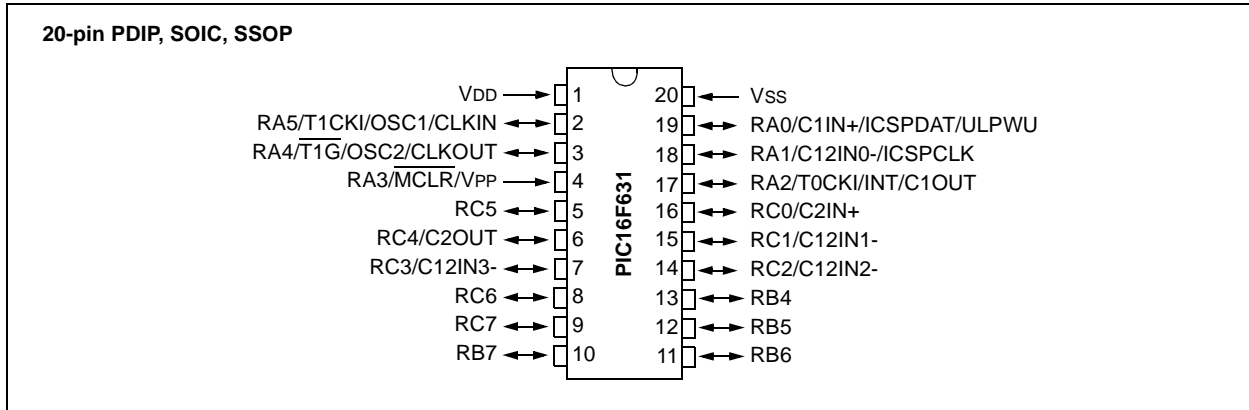 20-pin PDIP, SOIC, SSOP
VDD 1 20 VSS
RA5/T1CKI/OSC1/CLKIN 2 19 RA0/C1IN+/ICSPDAT/ULPWU
RA4/T1G/OSC2/CLKOUT 3 18 RA1/C12IN0-/ICSPCLK
RA3/MCLR/VPP 4 17 RA2/T0CKI/INT/C1OUT
RC5 5 16 RC0/C2IN+
RC4/C2OUT 6 15 RC1/C12IN1-
RC3/C12IN3- 7 14 RC2/C12IN2-
RC6 8 13 RB4
RC7 9 12 RB5
RB7 10 11 RB6
PIC16F631